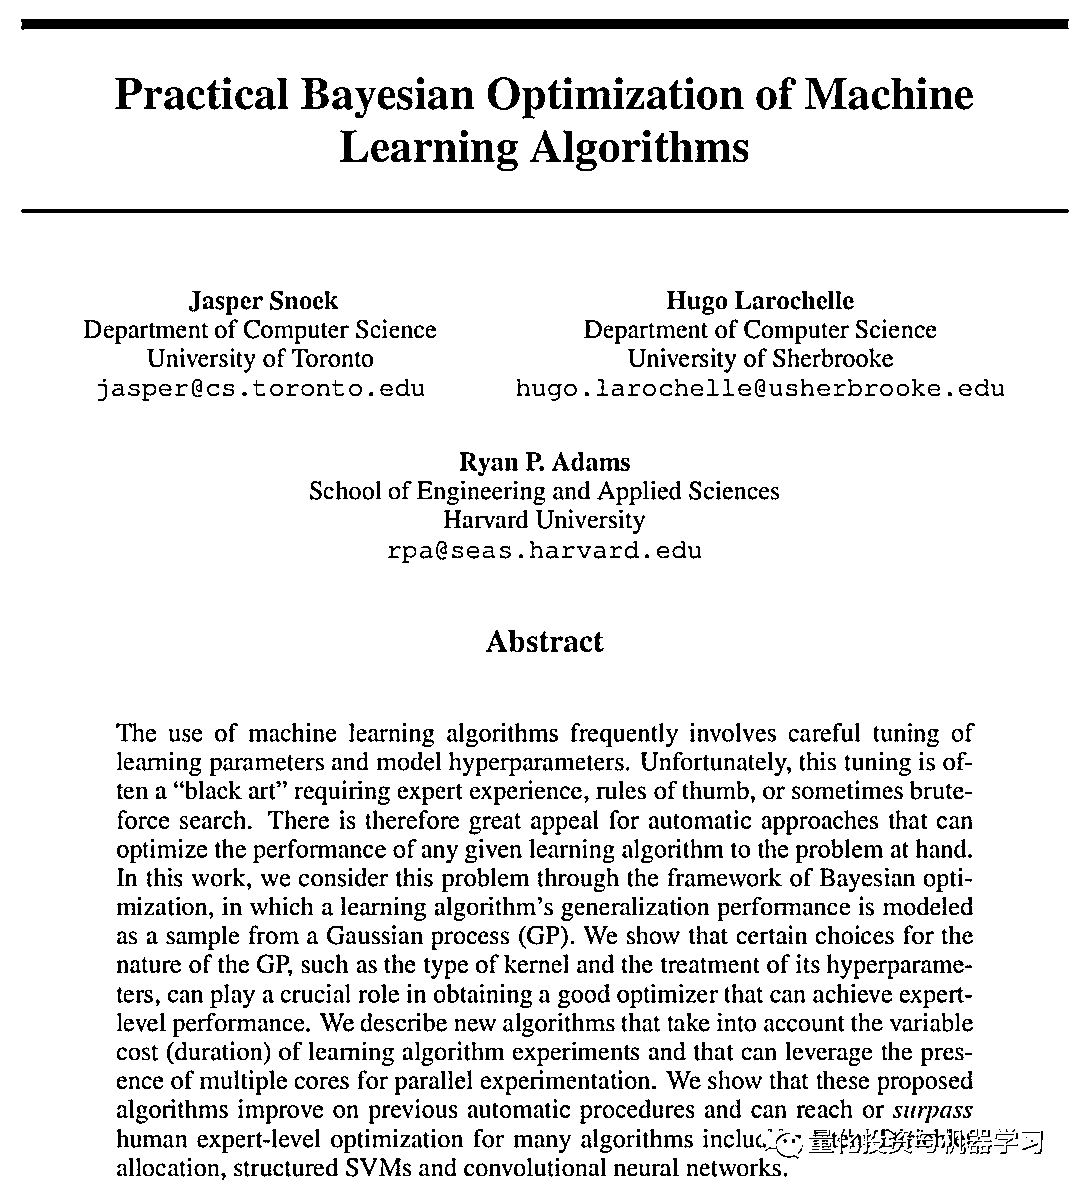 Practical Bayesian Optimization of Machine
Learning Algorithms
Jasper Snoek
Department of Computer Science
University of Toronto
jasper@cs.toronto.edu
Hugo Larochelle
Department of Computer Science
University of Sherbrooke
hugo.larochelle@usherbrooke.edu
Ryan P. Adams
School of Engineering and Applied Sciences
Harvard University
rpa@seas.harvard.edu
Abstract
The use of machine learning algorithms frequently involves careful tuning of
learning parameters and model hyperparameters. Unfortunately, this tuning is of-
ten a “black art” requiring expert experience, rules of thumb, or sometimes brute-
force search. There is therefore great appeal for automatic approaches that can
optimize the performance of any given learning algorithm to the problem at hand.
In this work, we consider this problem through the framework of Bayesian opti-
mization, in which a learning algorithm’s generalization performance is modeled
as a sample from a Gaussian process (GP). We show that certain choices for the
nature of the GP, such as the type of kernel and the treatment of its hyperparame-
ters, can play a crucial role in obtaining a good optimizer that can achieve expert-
level performance. We describe new algorithms that take into account the variable
cost (duration) of learning algorithm experiments and that can leverage the pres-
ence of multiple cores for parallel experimentation. We show that these proposed
algorithms improve on previous automatic procedures and can reach or surpass
human expert-level optimization for many algorithms
allocation, structured SVMs and convolutional neural networks.
量化投资与机器学习